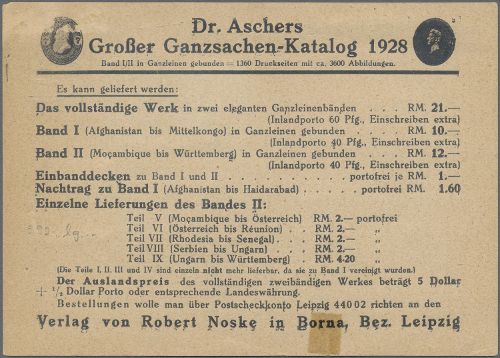 Dr. Aschers
Großer Ganzsachen-Katalog 1928
Band I/II in Ganzleinen gebunden = 1360 Druckseiten mit ca. 3600 Abbildungen.
Es kann geliefert werden:
Das vollständige Werk in zwei eleganten Ganzleinenbänden . . RM. 21.—
(Inlandporto 60 Pfg., Einschreiben extra)
Band I (Afghanistan bis Mittelkongo) in Ganzleinen gebunden . RM. 10.—
(Inlandporto 40 Pfg., Einschreiben extra)
Band II (Moçambique bis Württemberg) in Ganzleinen gebunden . RM. 12.—
(Inlandporto 40 Pfg., Einschreiben extra)
Einbanddecken zu Band I und II . . . . . . portofrei je RM. 1.—
Nachtrag zu Band I (Afghanistan bis Haidarabad) . . . . . portofrei RM. 1.60
Einzelne Lieferungen des Bandes II:
Teil V (Moçambique bis Österreich) RM. 2.— portofrei
Teil VI (Österreich bis Réunion) . . RM. 2.— „
Teil VII (Rhodesia bis Senegal) . . RM. 2.— „
Teil VIII (Serbien bis Ungarn) . . . RM. 2.— „
Teil IX (Ungarn bis Württemberg) RM. 4.20 „
(Die Teile I, II, III und IV sind einzeln nicht mehr lieferbar, da sie zu Band I vereinigt wurden.)
Der Auslandspreis des vollständigen zweibändigen Werkes beträgt 5 Dollar
+ ½ Dollar Porto oder entsprechende Landeswährung.
Bestellungen wolle man über Postscheckkonto Leipzig 44002 richten an den
Verlag von Robert Noske in Borna, Bez. Leipzig